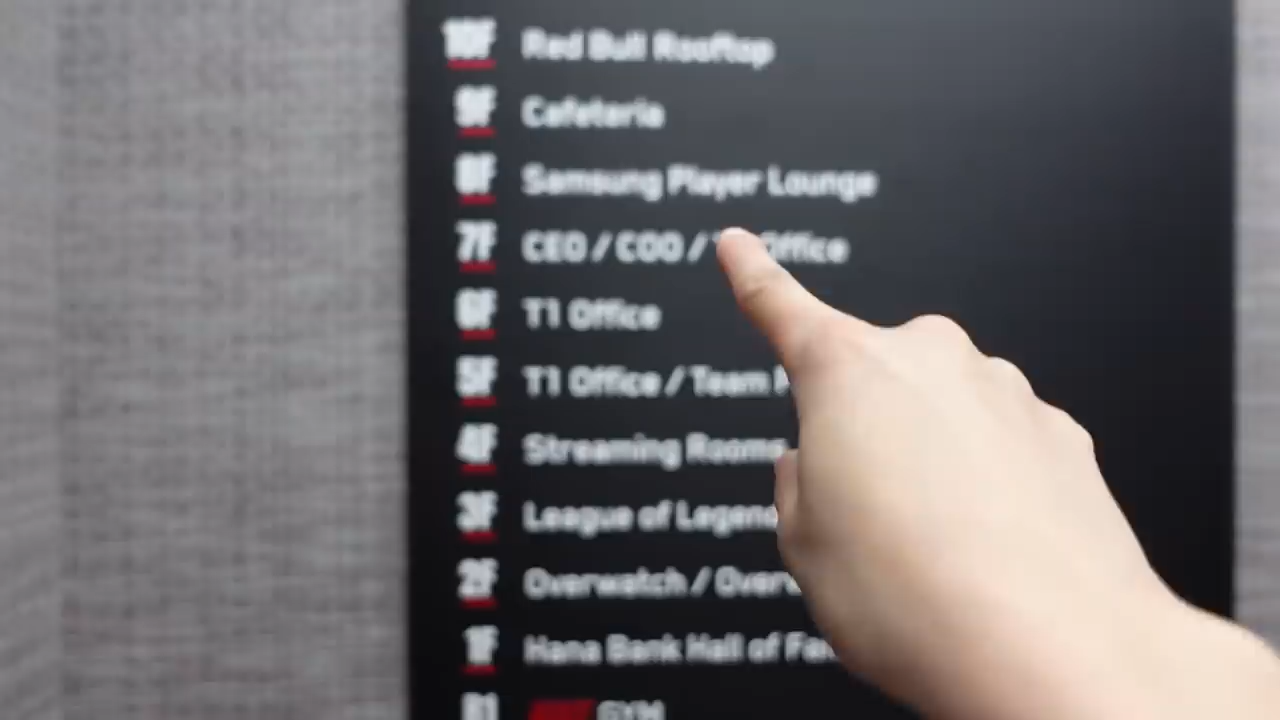 10F Red Bull Rooftop
9F Cafeteria
8F Samsung Player Lounge
7F CEO / COO / Office
6F T1 Office
5F T1 Office / Team
4F Streaming Rooms
3F League of
2F Overwatch /
1F Hana Bank Hall of
B1 GYM